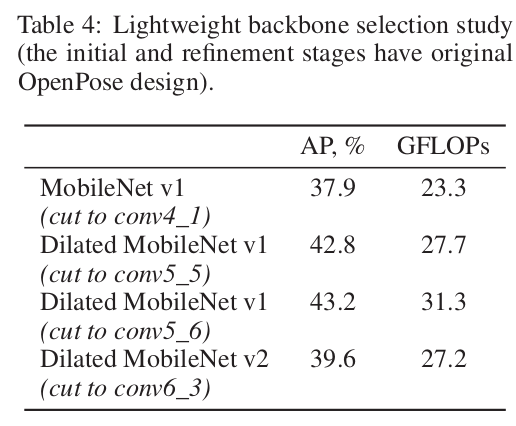 Table 4: Lightweight backbone selection study
(the initial and refinement stages have original
OpenPose design).
AP, % GFLOPs
MobileNet v1 37.9 23.3
(cut to conv4_1)
Dilated MobileNet v1 42.8 27.7
(cut to conv5_5)
Dilated MobileNet v1 43.2 31.3
(cut to conv5_6)
Dilated MobileNet v2 39.6 27.2
(cut to conv6_3)